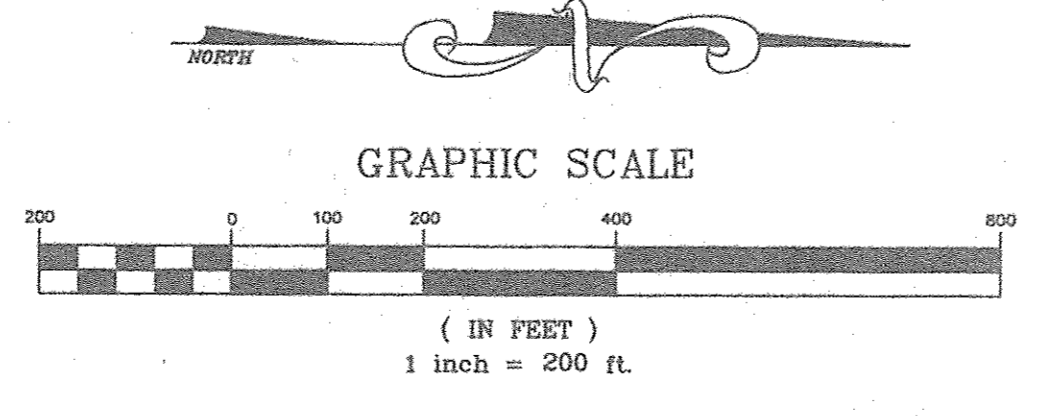 NORTH
GRAPHIC SCALE
200 0 100 200 400 800
( IN FEET )
1 inch = 200 ft.